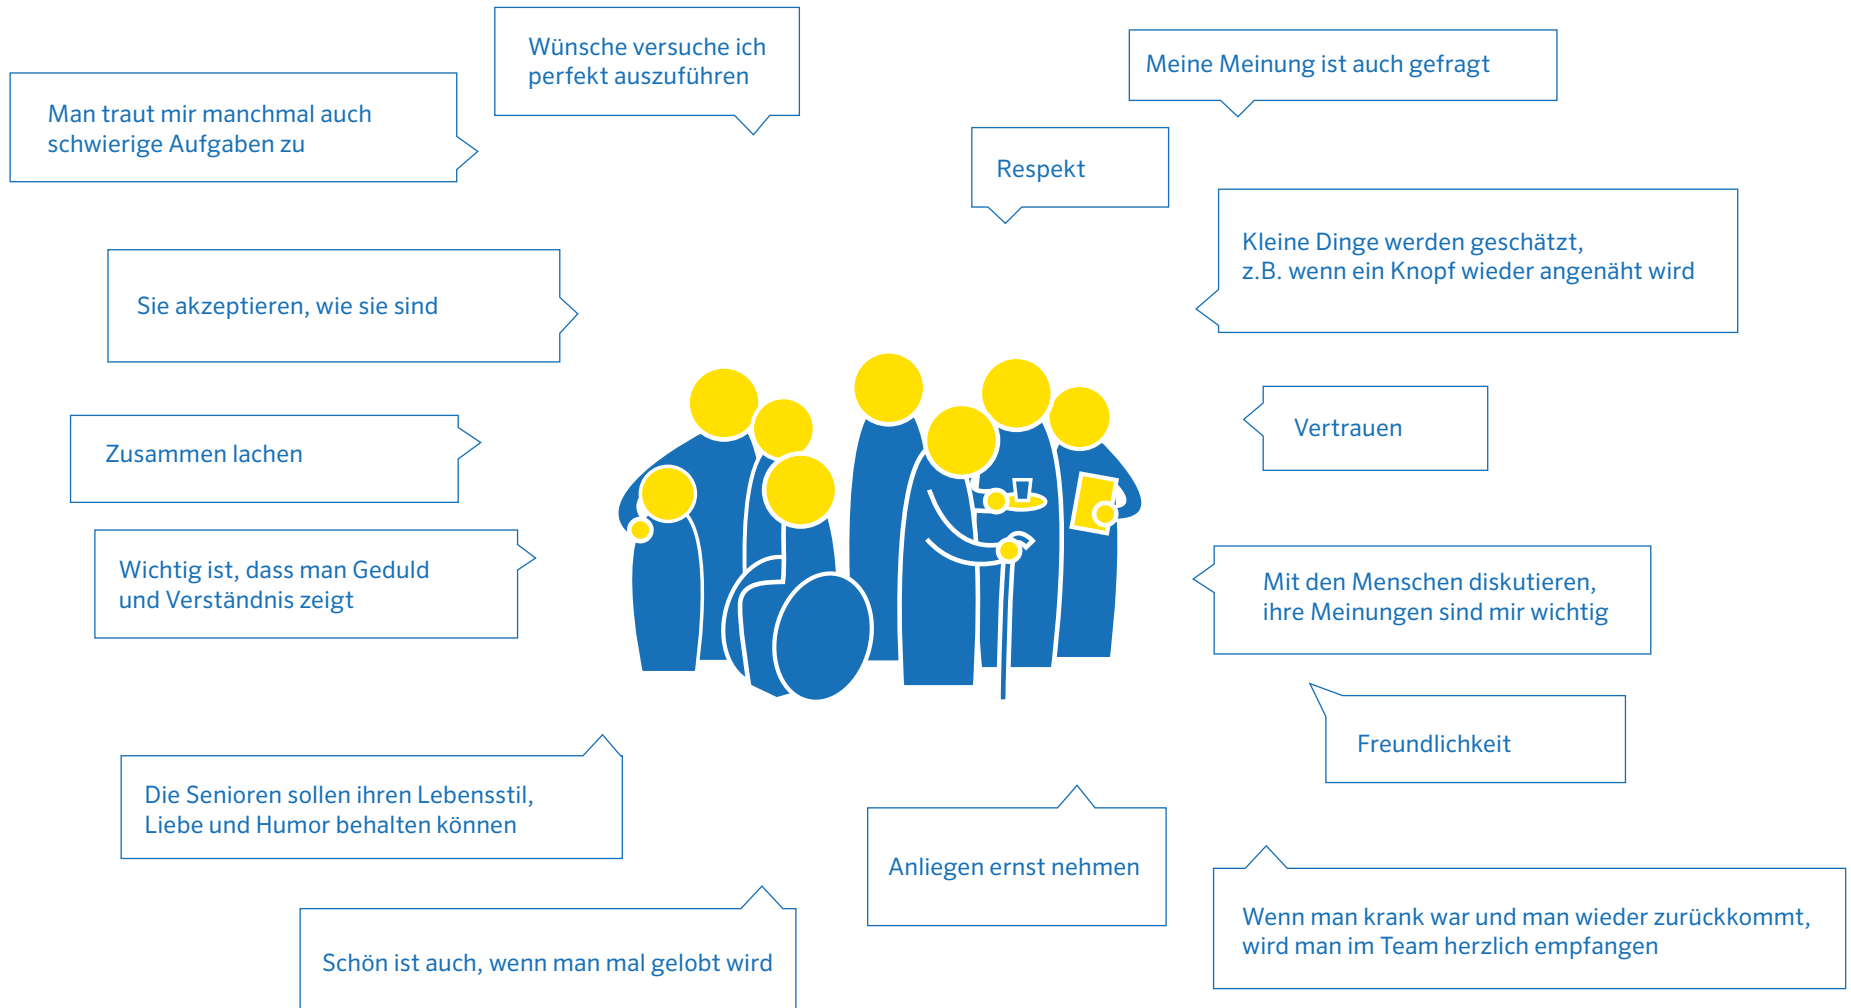 Wünsche versuche ich
perfekt auszuführen
Meine Meinung ist auch gefragt
Man traut mir manchmal auch
schwierige Aufgaben zu
Respekt
Kleine Dinge werden geschätzt,
z.B. wenn ein Knopf wieder angenäht wird
Sie akzeptieren, wie sie sind
Vertrauen
Zusammen lachen
Wichtig ist, dass man Geduld
und Verständnis zeigt
Mit den Menschen diskutieren,
ihre Meinungen sind mir wichtig
Freundlichkeit
Die Senioren sollen ihren Lebensstil,
Liebe und Humor behalten können
Anliegen ernst nehmen
Wenn man krank war und man wieder zurückkommt,
wird man im Team herzlich empfangen
Schön ist auch, wenn man mal gelobt wird